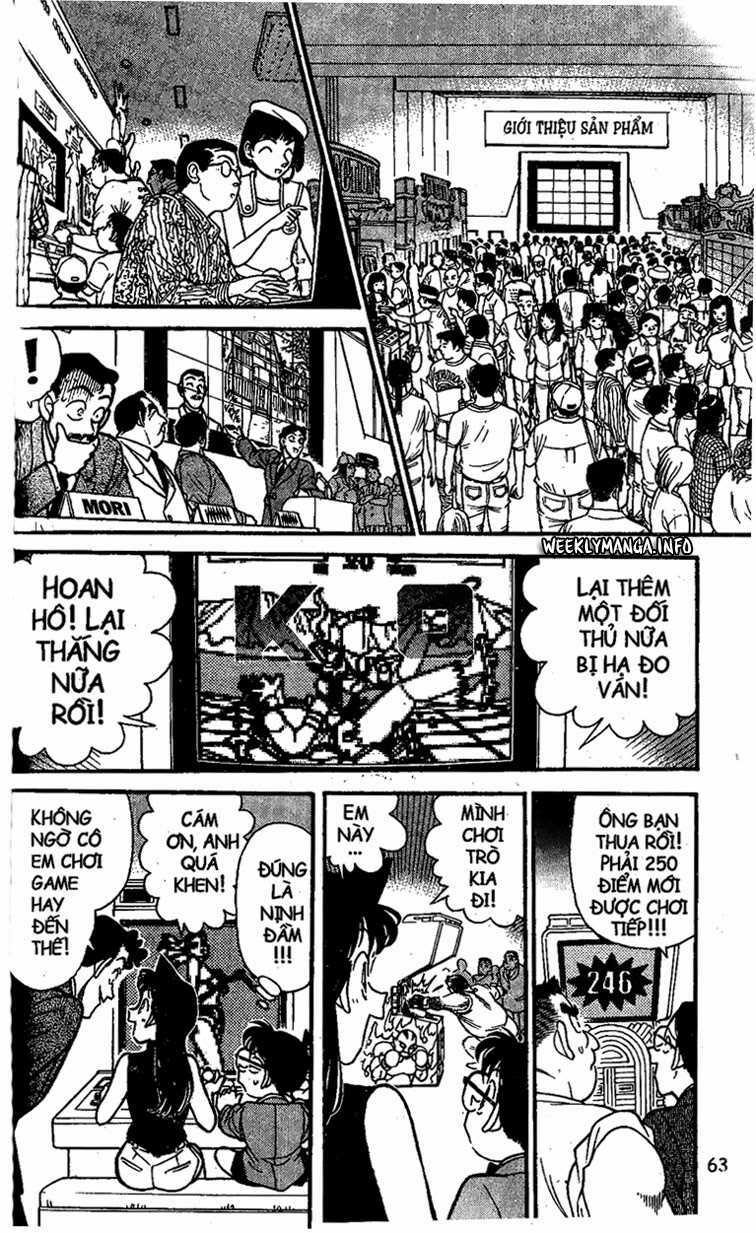 GIỚI THIỆU SẢN PHẨM
!
MORI
WEEKLYMANGA.INFO
HOAN
HÔ! LẠI
THẮNG
NỮA
RỒI!
K O
LẠI THÊM
MỘT ĐỐI
THỦ NỮA
BỊ HẠ ĐO
VÁN!
KHÔNG
NGỜ CÔ
EM CHƠI
GAME
HAY
ĐẾN
THẾ!
CÁM
ƠN, ANH
QUÁ
KHEN!
ĐÚNG
LÀ
NỊNH
ĐẦM
!!!
EM
NÀY
...
MÌNH
CHƠI
TRÒ
KIA
ĐI!
ÔNG BẠN
THUA RỒI!
PHẢI 250
ĐIỂM MỚI
ĐƯỢC CHƠI
TIẾP!!!
246
63